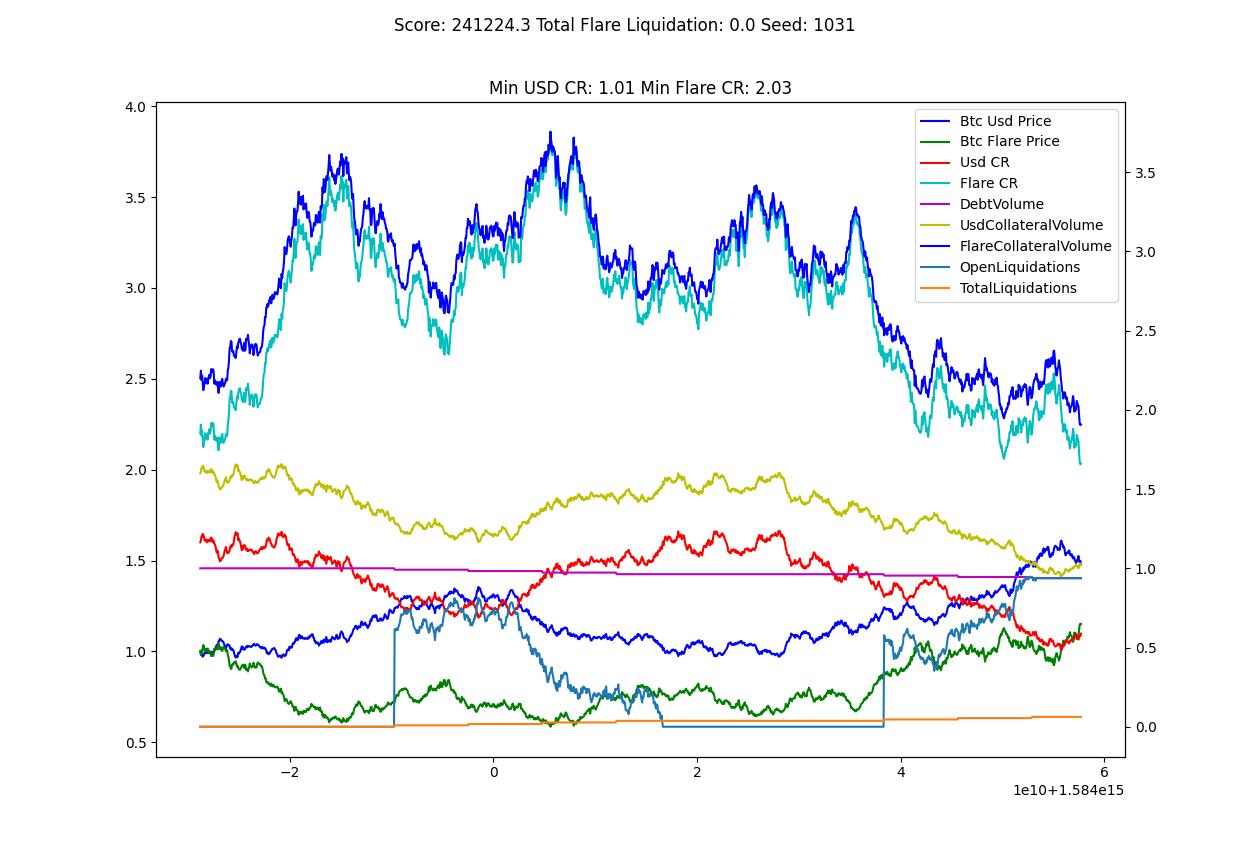 Score: 241224.3 Total Flare Liquidation: 0.0 Seed: 1031
Min USD CR: 1.01 Min Flare CR: 2.03
4.0
3.5
3.0
2.5
2.0
1.5
1.0
0.5
Btc Usd Price
Btc Flare Price
Usd CR
Flare CR
DebtVolume
UsdCollateralVolume
FlareCollateralVolume
OpenLiquidations
TotalLiquidations
3.5
3.0
2.5
2.0
1.5
1.0
0.5
0.0
−2 0 2 4 6
1e10+1.584e15